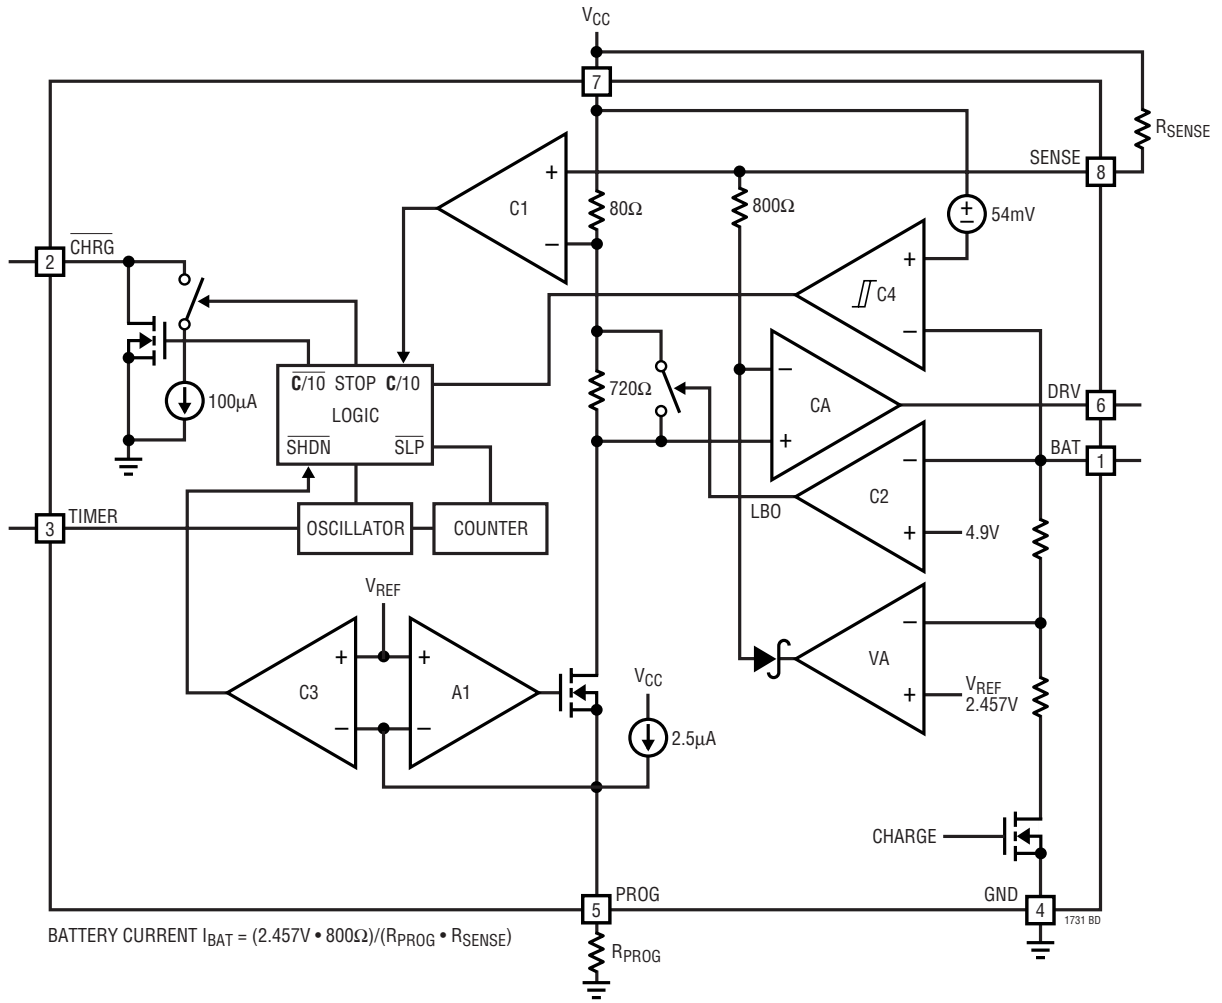 VCC
7
RSENSE
SENSE
8
+
C1
−
80Ω
800Ω
+
−
54mV
2
CHRG
+
C4
−
C/10 STOP C/10
LOGIC
SHDN SLP
100µA
720Ω
−
CA
+
DRV
6
BAT
1
−
C2
+
LBO
4.9V
3
TIMER
OSCILLATOR
COUNTER
VREF
+
C3
−
+
A1
−
VCC
2.5µA
−
VA
+
VREF
2.457V
CHARGE
5
PROG
GND
4
1731 BD
BATTERY CURRENT IBAT = (2.457V • 800Ω)/(RPROG • RSENSE)
RPROG